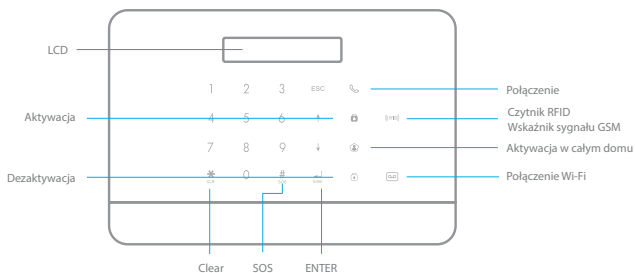 LCD
1 2 3 ESC
Połączenie
Aktywacja
4 5 6
Czytnik RFID
Wskaźnik sygnału GSM
7 8 9
Aktywacja w całym domu
Dezaktywacja
* 0 #
Połączenie Wi-Fi
Clear SOS ENTER